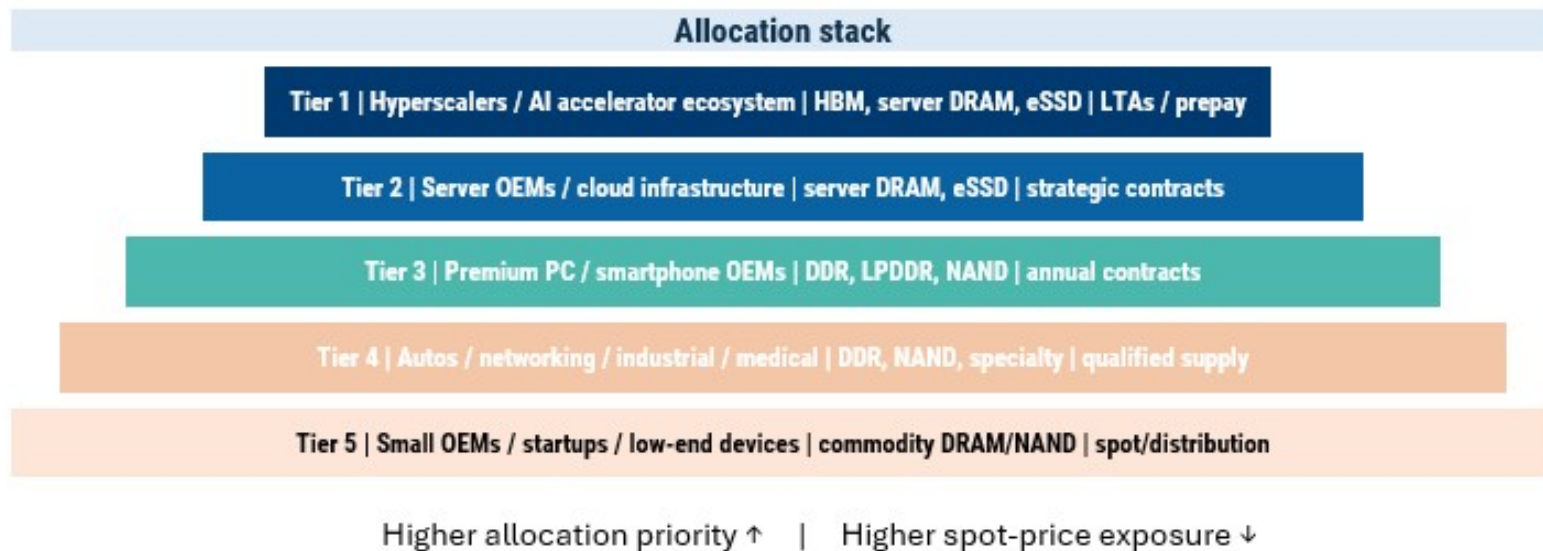 Allocation stack
Tier 1 | Hyperscalers / AI accelerator ecosystem | HBM, server DRAM, eSSD | LTAs / prepay
Tier 2 | Server OEMs / cloud infrastructure | server DRAM, eSSD | strategic contracts
Tier 3 | Premium PC / smartphone OEMs | DDR, LPDDR, NAND | annual contracts
Tier 4 | Autos / networking / industrial / medical | DDR, NAND, specialty | qualified supply
Tier 5 | Small OEMs / startups / low-end devices | commodity DRAM/NAND | spot/distribution
Higher allocation priority ↑ | Higher spot-price exposure ↓